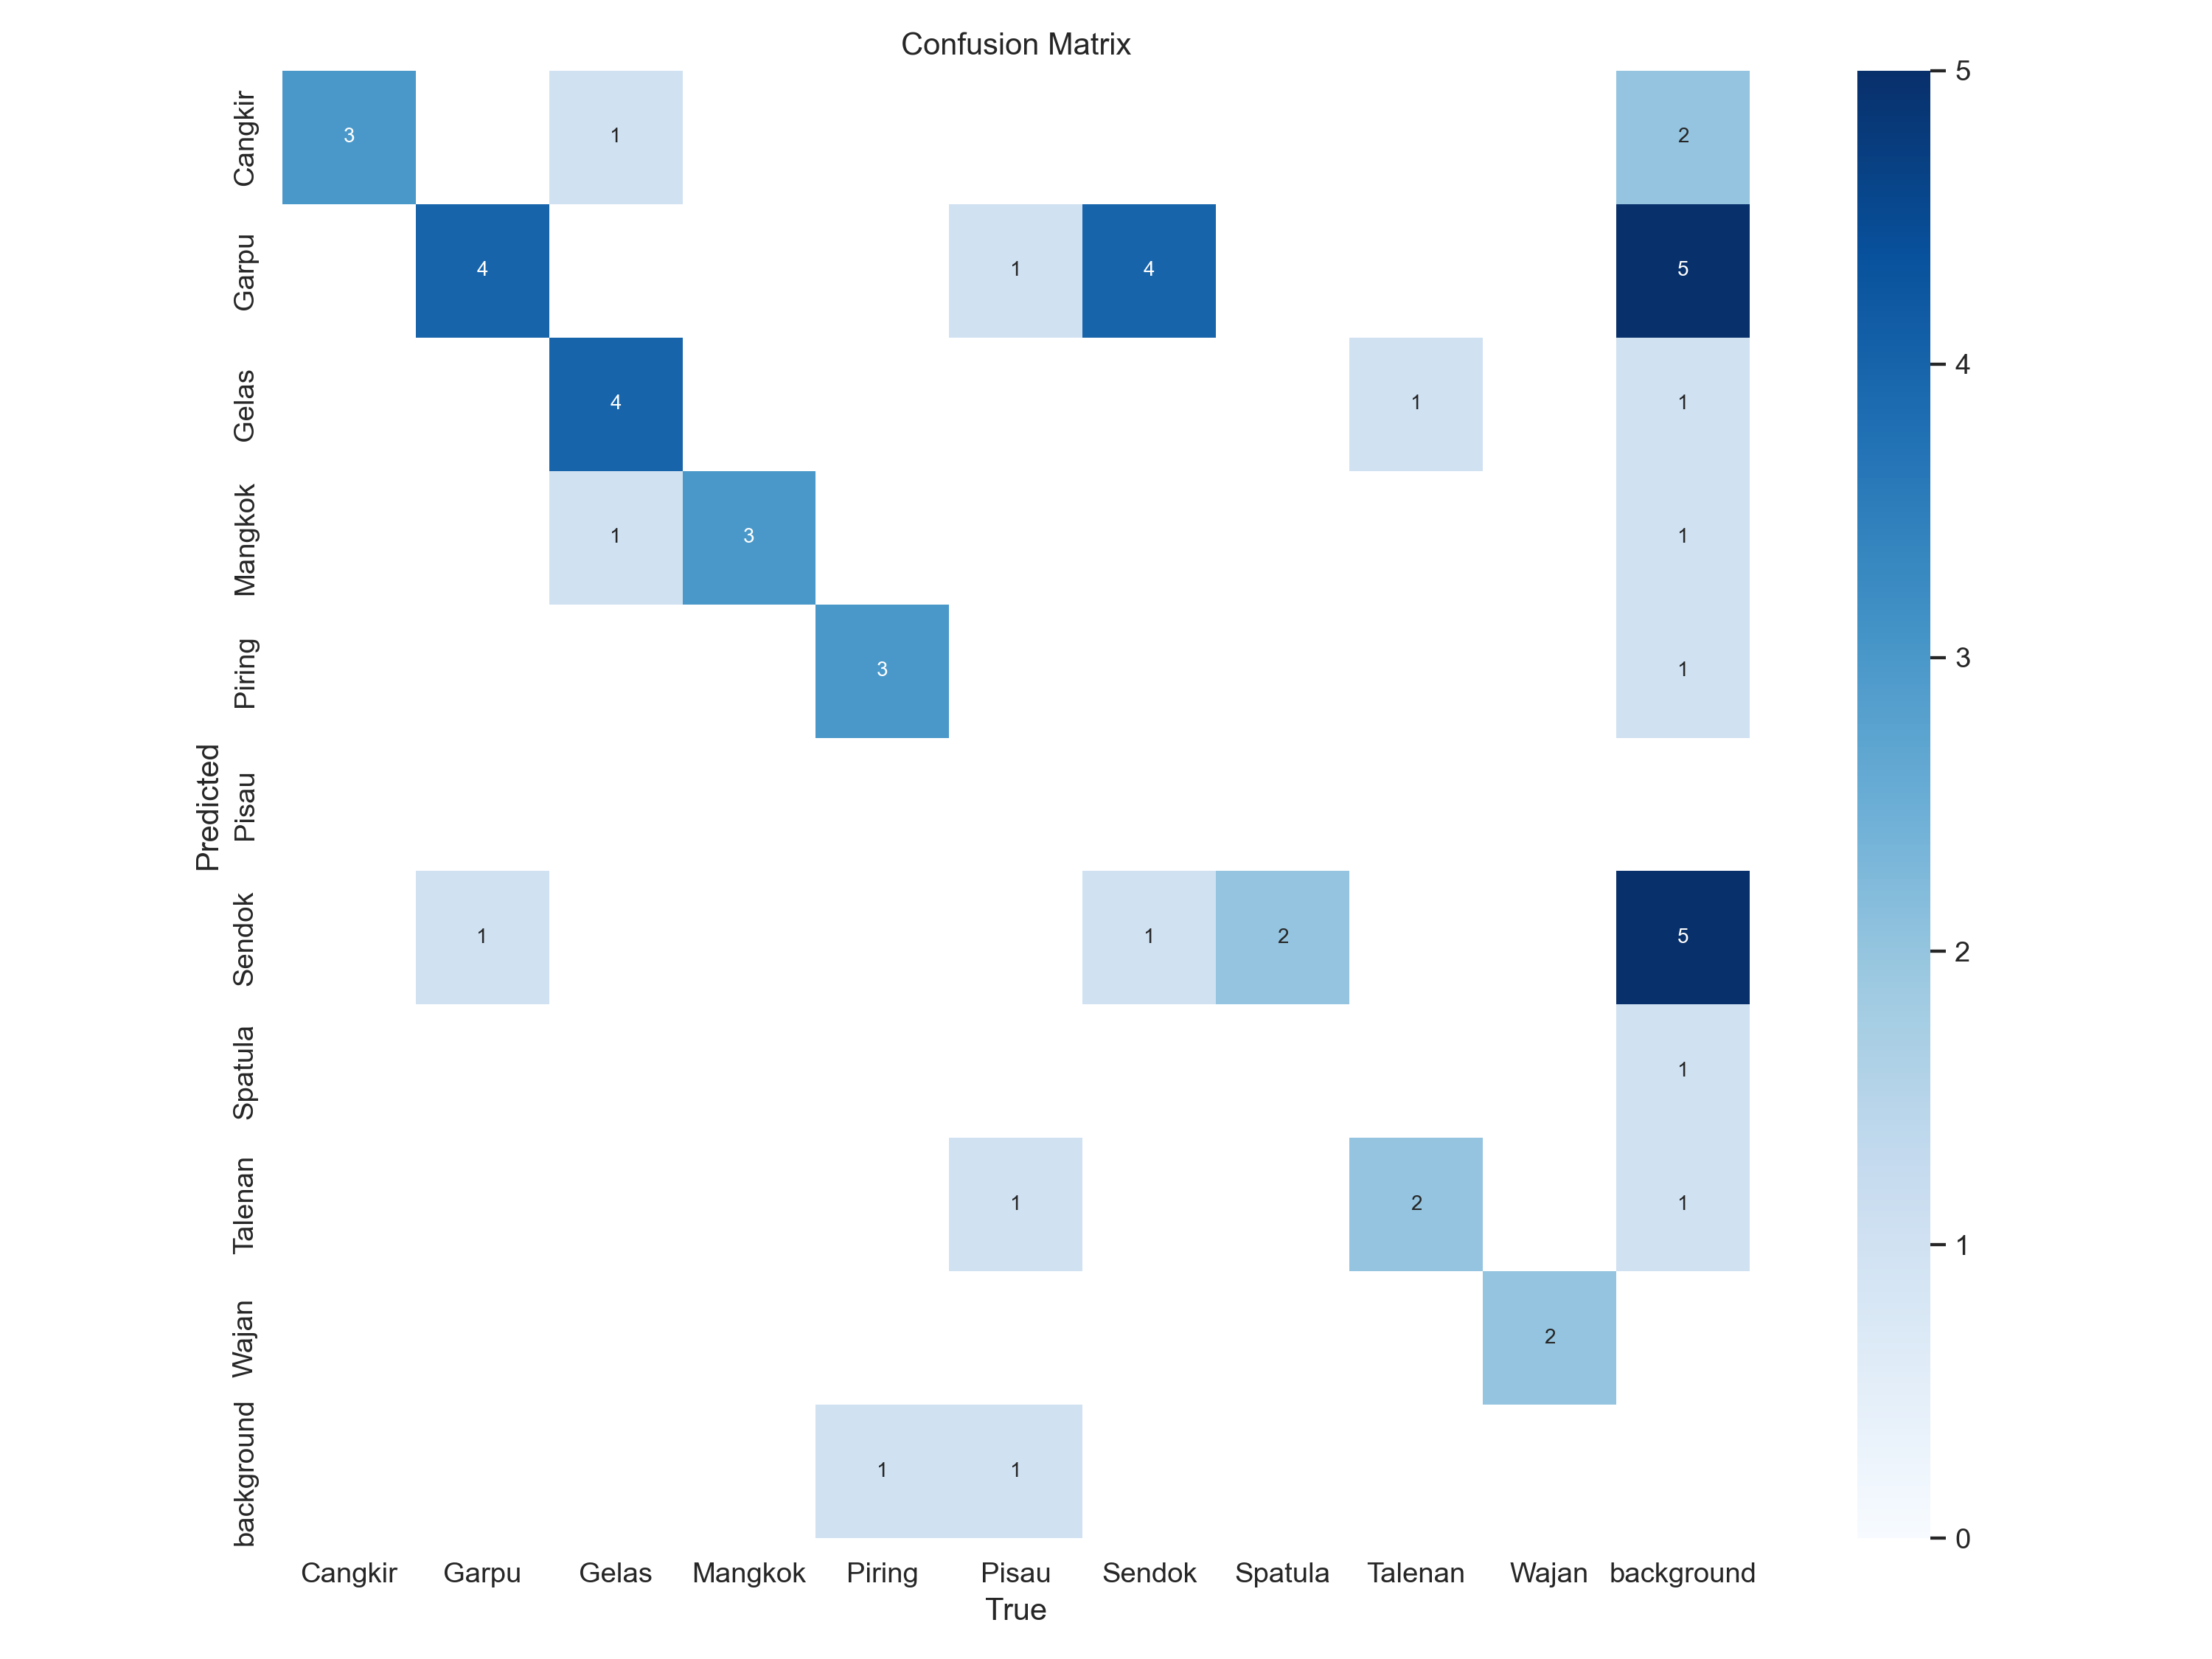 Confusion Matrix
Cangkir 3 1 2
Garpu 4 1 4 5
Gelas 4 1 1
Mangkok 1 3 1
Piring 3 1
Pisau
Sendok 1 1 2 5
Spatula 1
Talenan 1 2 1
Wajan 2
background 1 1
Predicted
Cangkir Garpu Gelas Mangkok Piring Pisau Sendok Spatula Talenan Wajan background
True
5
4
3
2
1
0